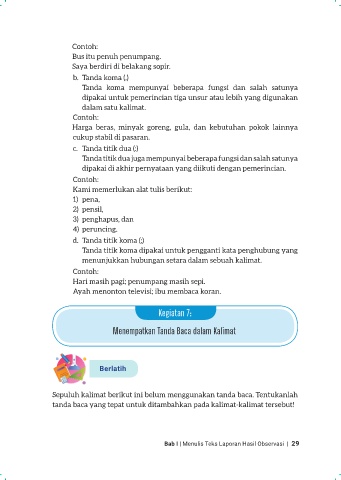 Contoh:
Bus itu penuh penumpang.
Saya berdiri di belakang sopir.
b. Tanda koma (,)
Tanda koma mempunyai beberapa fungsi dan salah satunya
dipakai untuk pemerincian tiga unsur atau lebih yang digunakan
dalam satu kalimat.
Contoh:
Harga beras, minyak goreng, gula, dan kebutuhan pokok lainnya
cukup stabil di pasaran.
c. Tanda titik dua (:)
Tanda titik dua juga mempunyai beberapa fungsi dan salah satunya
dipakai di akhir pernyataan yang diikuti dengan pemerincian.
Contoh:
Kami memerlukan alat tulis berikut:
1) pena,
2) pensil,
3) penghapus, dan
4) peruncing.
d. Tanda titik koma (;)
Tanda titik koma dipakai untuk pengganti kata penghubung yang
menunjukkan hubungan setara dalam sebuah kalimat.
Contoh:
Hari masih pagi; penumpang masih sepi.
Ayah menonton televisi; ibu membaca koran.
Kegiatan 7:
Menempatkan Tanda Baca dalam Kalimat
Berlatih
Sepuluh kalimat berikut ini belum menggunakan tanda baca. Tentukanlah
tanda baca yang tepat untuk ditambahkan pada kalimat-kalimat tersebut!
Bab I | Menulis Teks Laporan Hasil Observasi | 29